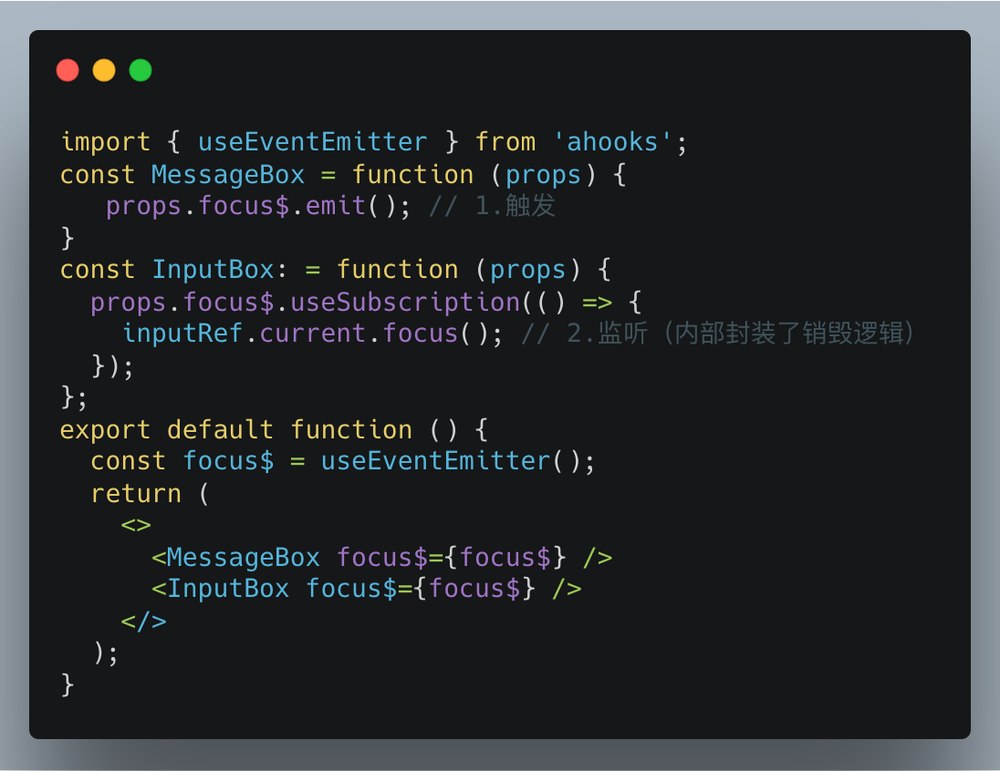 import { useEventEmitter } from 'ahooks';
const MessageBox = function (props) {
   props.focus$.emit(); // 1.触发
}
const InputBox: = function (props) {
  props.focus$.useSubscription(() => {
    inputRef.current.focus(); // 2.监听（内部封装了销毁逻辑）
  });
};
export default function () {
  const focus$ = useEventEmitter();
  return (
    <>
      <MessageBox focus$={focus$} />
      <InputBox focus$={focus$} />
    </>
  );
}